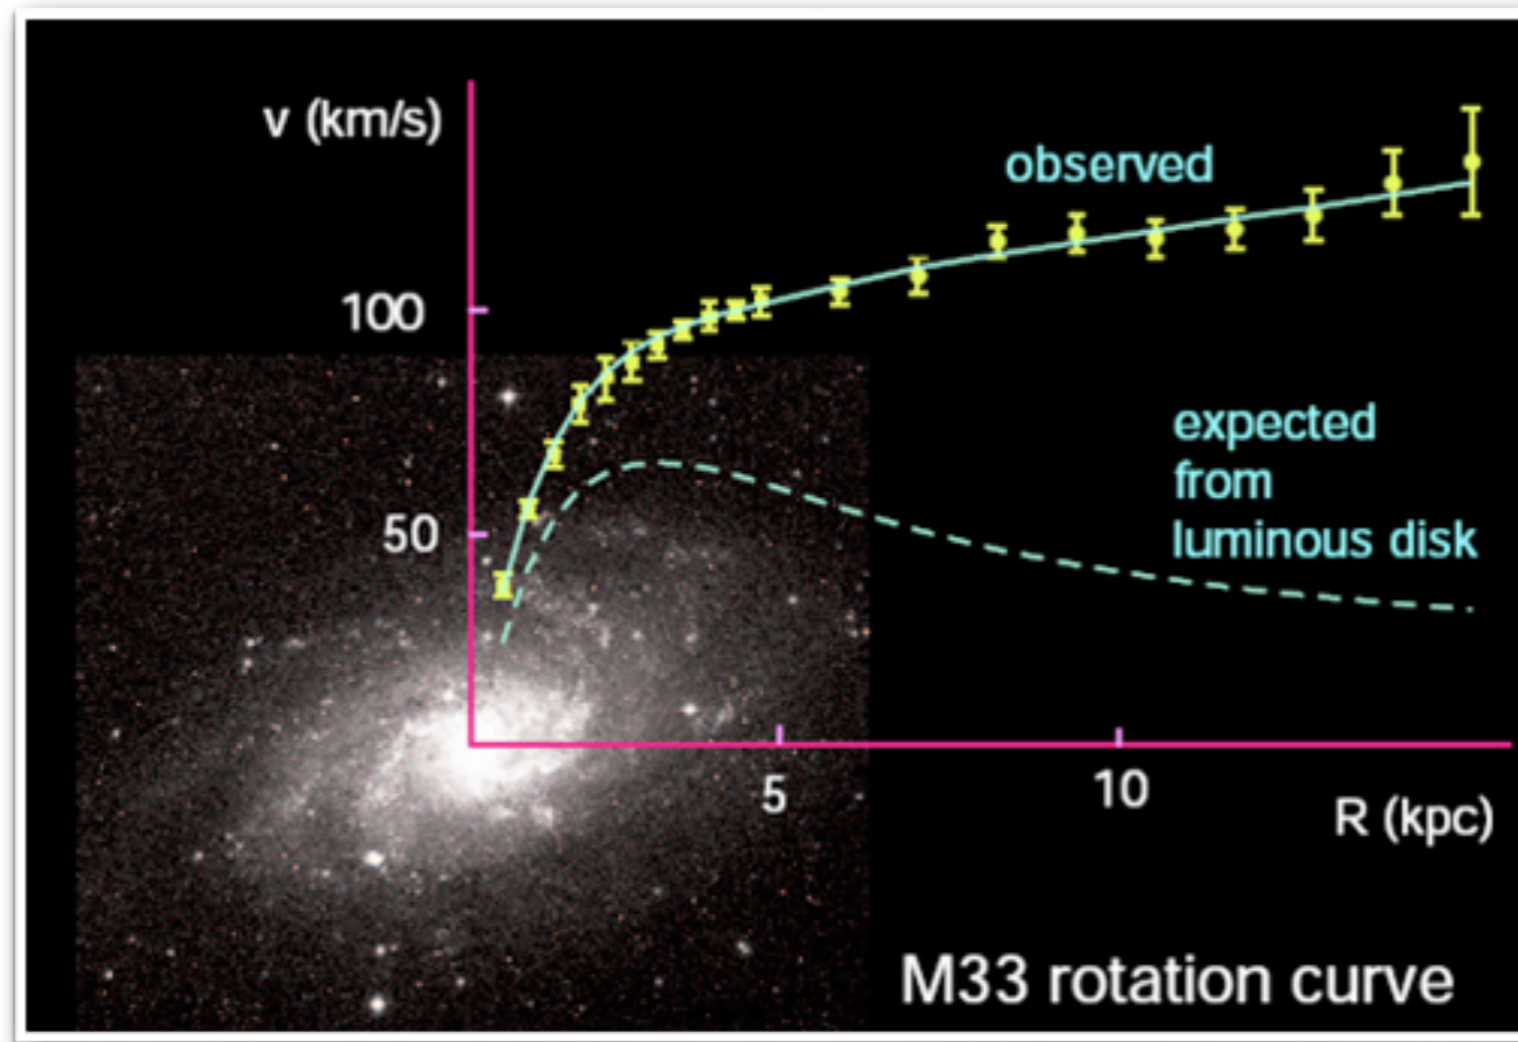 v (km/s)
observed
100
expected
from
luminous disk
50
5
10
R (kpc)
M33 rotation curve